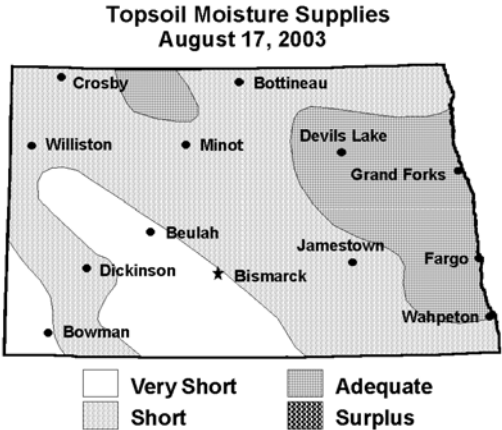 Topsoil Moisture Supplies
August 17, 2003
Crosby
Bottineau
Devils Lake
Williston
Minot
Grand Forks
Beulah
Jamestown
Fargo
Dickinson
Bismarck
Wahpeton
Bowman
Very Short
Adequate
Short
Surplus